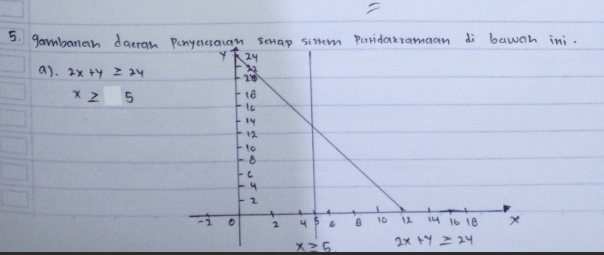 5. gambarlah daerah Penyelesaian setiap sistem Pertidaksamaan di bawah ini.
a). 2x+y ≥ 24
x ≥ 5
Y
24
22
20
18
16
14
12
10
8
6
4
2
-2 0 2 4 5 6 8 10 12 14 16 18 X
x ≥ 5 2x+y ≥ 24